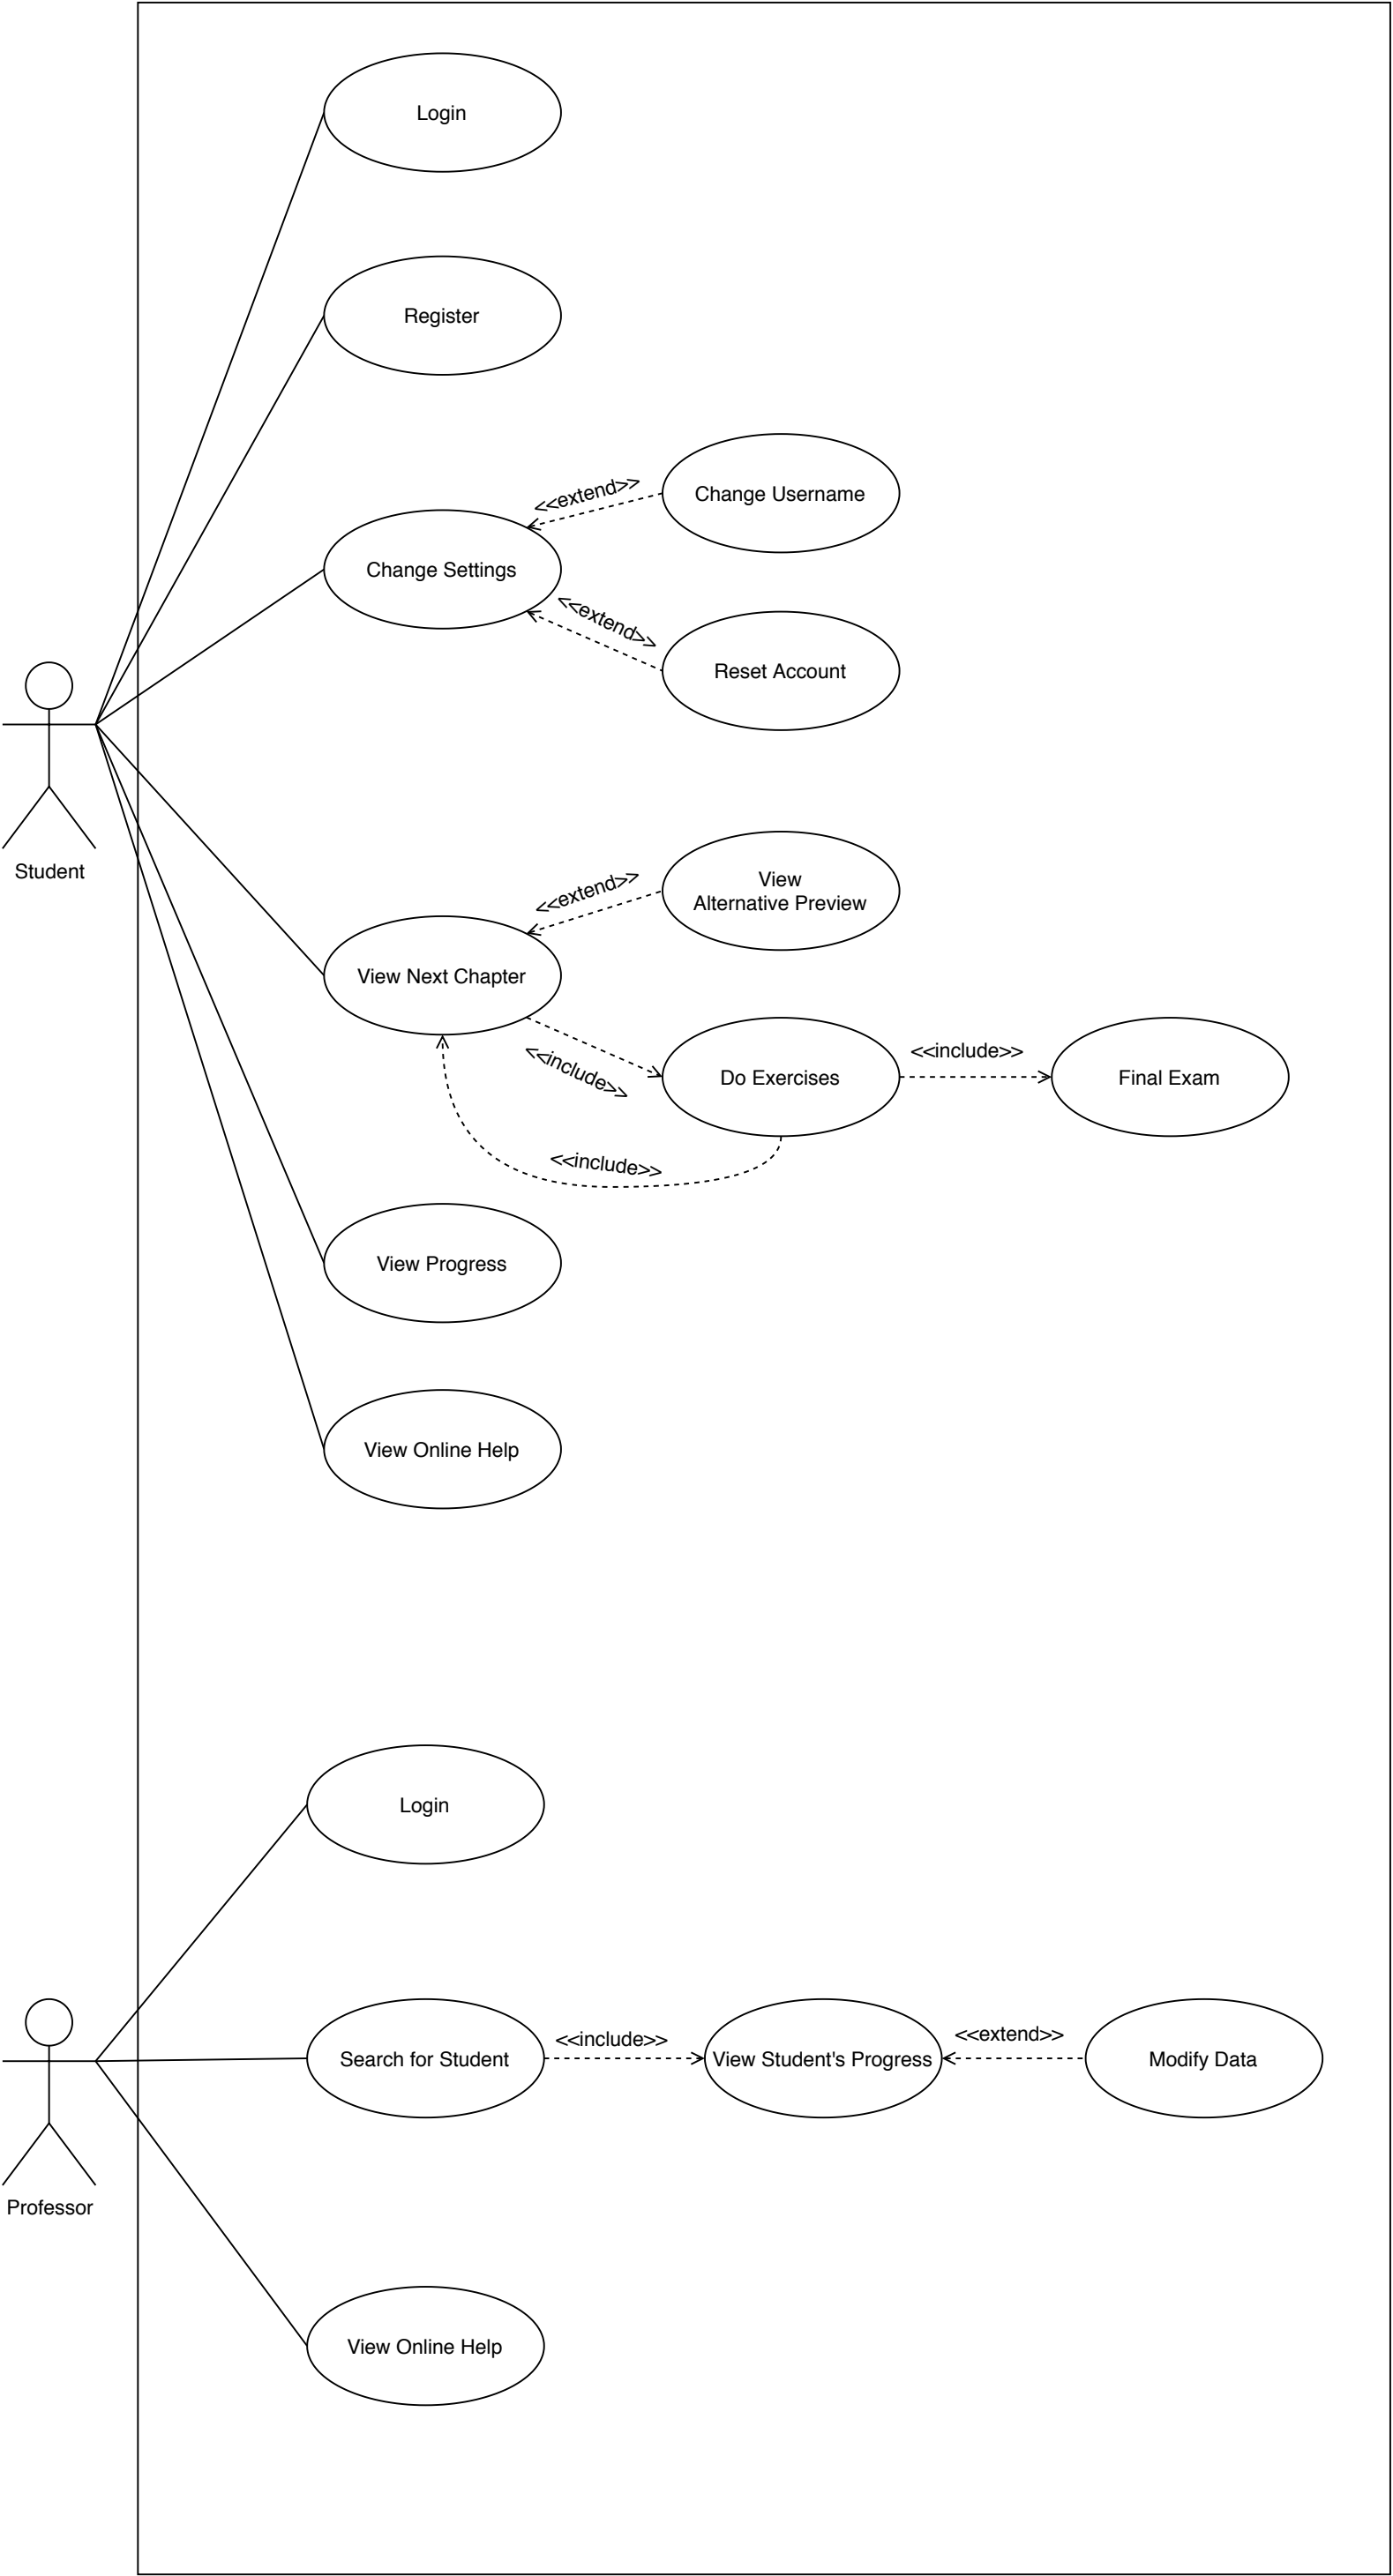 Login
Register
<<extend>>
Change Username
Change Settings
<<extend>>
Reset Account
Student
<<extend>>
View
Alternative Preview
View Next Chapter
<<include>>
Do Exercises
<<include>>
Final Exam
<<include>>
View Progress
View Online Help
Login
Search for Student
<<include>>
View Student's Progress
<<extend>>
Modify Data
Professor
View Online Help